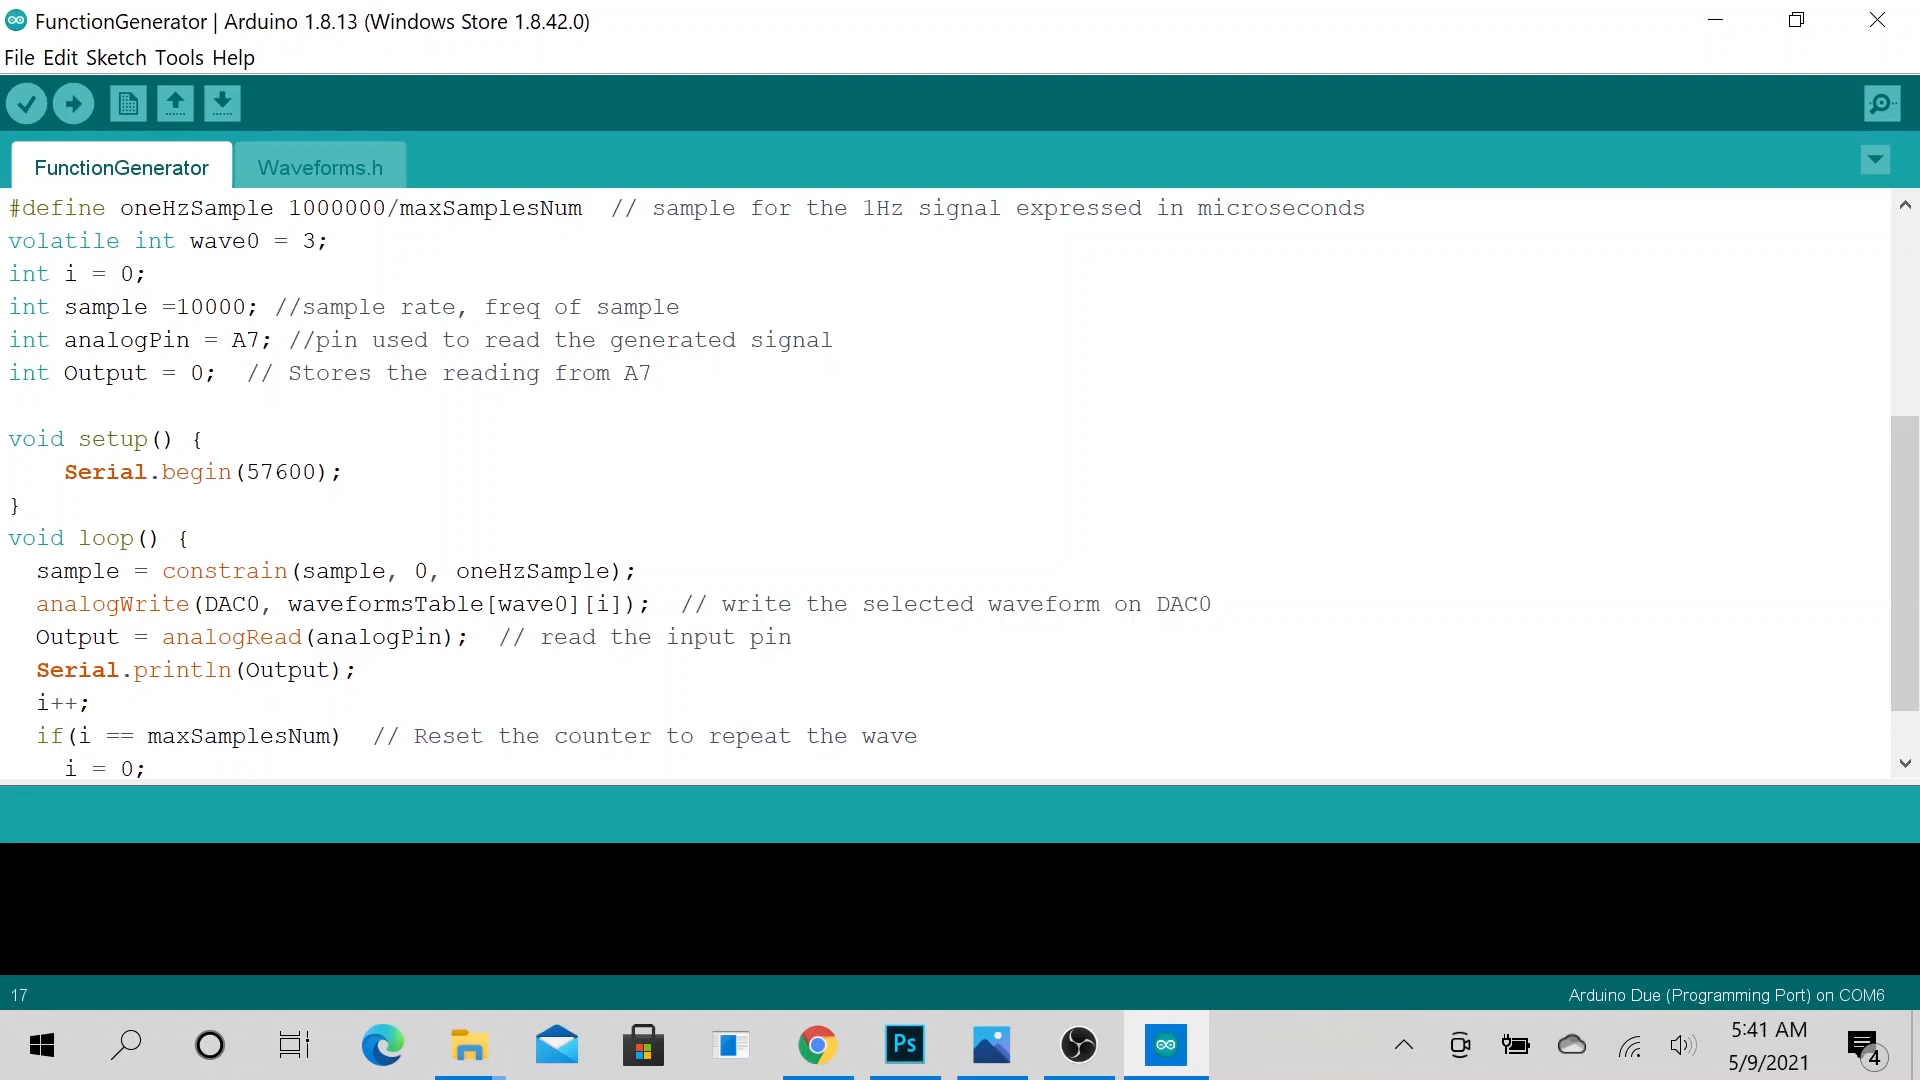 FunctionGenerator | Arduino 1.8.13 (Windows Store 1.8.42.0)
File Edit Sketch Tools Help
FunctionGenerator
Waveforms.h
#define oneHzSample 1000000/maxSamplesNum  // sample for the 1Hz signal expressed in microseconds
volatile int wave0 = 3;
int i = 0;
int sample =10000; //sample rate, freq of sample
int analogPin = A7; //pin used to read the generated signal
int Output = 0;  // Stores the reading from A7
void setup() {
    Serial.begin(57600);
}
void loop() {
  sample = constrain(sample, 0, oneHzSample);
  analogWrite(DAC0, waveformsTable[wave0][i]);  // write the selected waveform on DAC0
  Output = analogRead(analogPin);  // read the input pin
  Serial.println(Output);
  i++;
  if(i == maxSamplesNum)  // Reset the counter to repeat the wave
    i = 0;
17
Arduino Due (Programming Port) on COM6
Ps
5:41 AM
5/9/2021
4